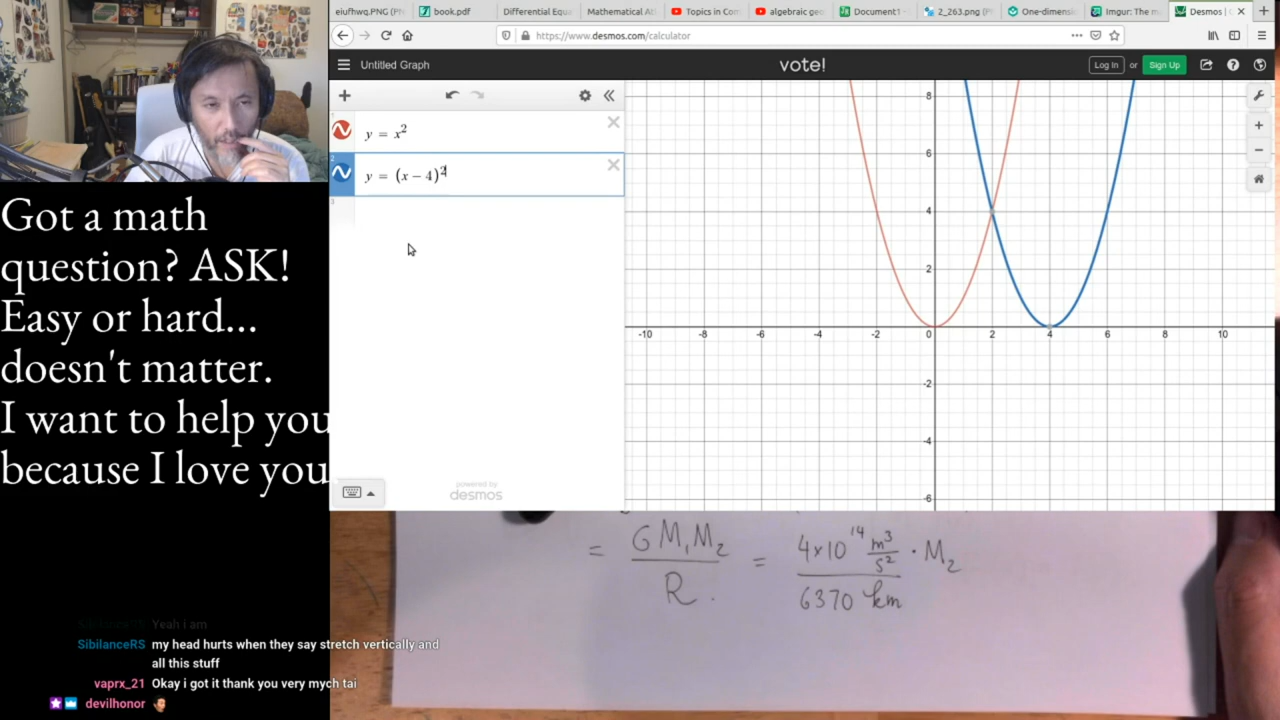 eiufhwq.PNG (P
book.pdf
Differential Equa
Mathematical At
Topics in Com
algebraic geo
Document1 -
2_263.png (P
One-dimensi
Imgur: The m
Desmos | G
https://www.desmos.com/calculator
Untitled Graph
vote!
Log In
or
Sign Up
1
y = x²
2
y = (x − 4)²
3
powered by
desmos
8
6
4
2
-10 -8 -6 -4 -2 0 2 4 6 8 10
-2
-4
-6
Got a math
question? ASK!
Easy or hard...
doesn't matter.
I want to help you
because I love you.
= GM₁M₂ / R. = 4×10¹⁴ m³/s² · M₂ / 6370 km
Yeah i am
SibilanceRS my head hurts when they say stretch vertically and
all this stuff
vaprx_21 Okay i got it thank you very mych tai
devilhonor